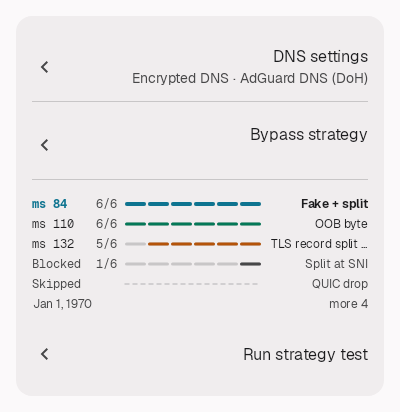 DNS settings
Encrypted DNS · AdGuard DNS (DoH)
Bypass strategy
ms 84 6/6 Fake + split
ms 110 6/6 OOB byte
ms 132 5/6 TLS record split …
Blocked 1/6 Split at SNI
Skipped QUIC drop
Jan 1, 1970 more 4
Run strategy test